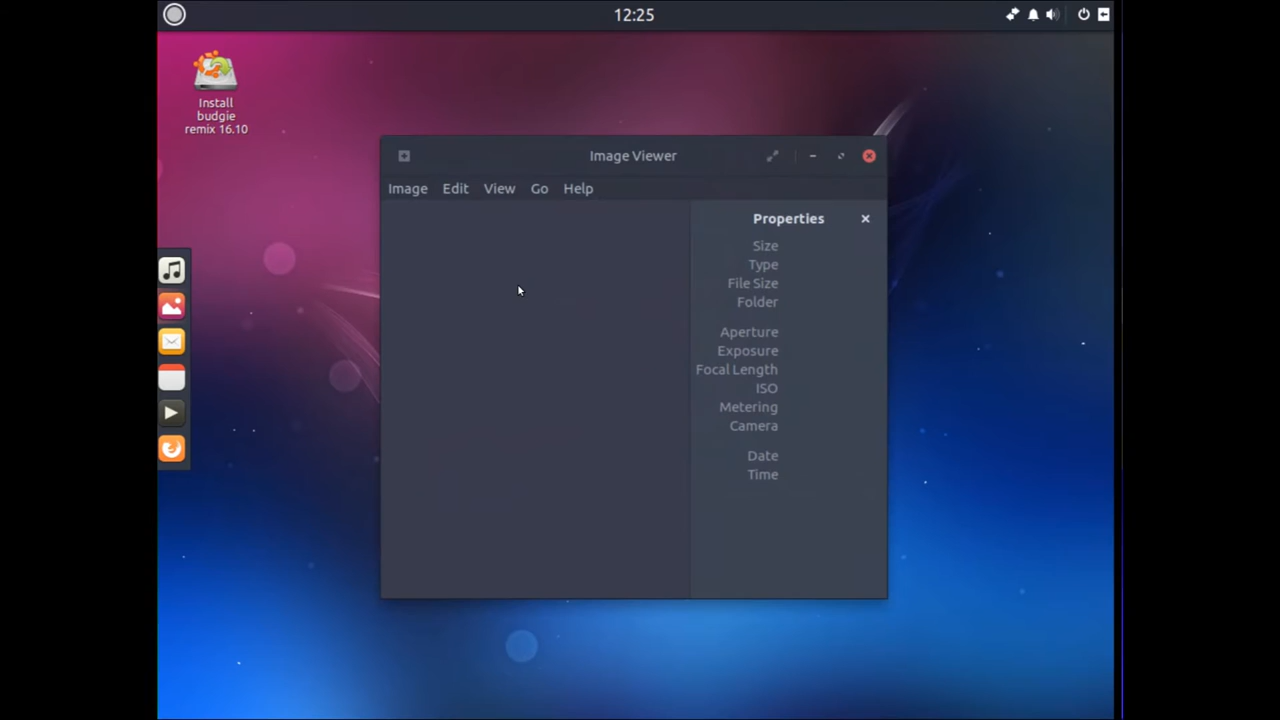 12:25
Install
budgie
remix 16.10
Image Viewer
Image Edit View Go Help
Properties
Size
Type
File Size
Folder
Aperture
Exposure
Focal Length
ISO
Metering
Camera
Date
Time